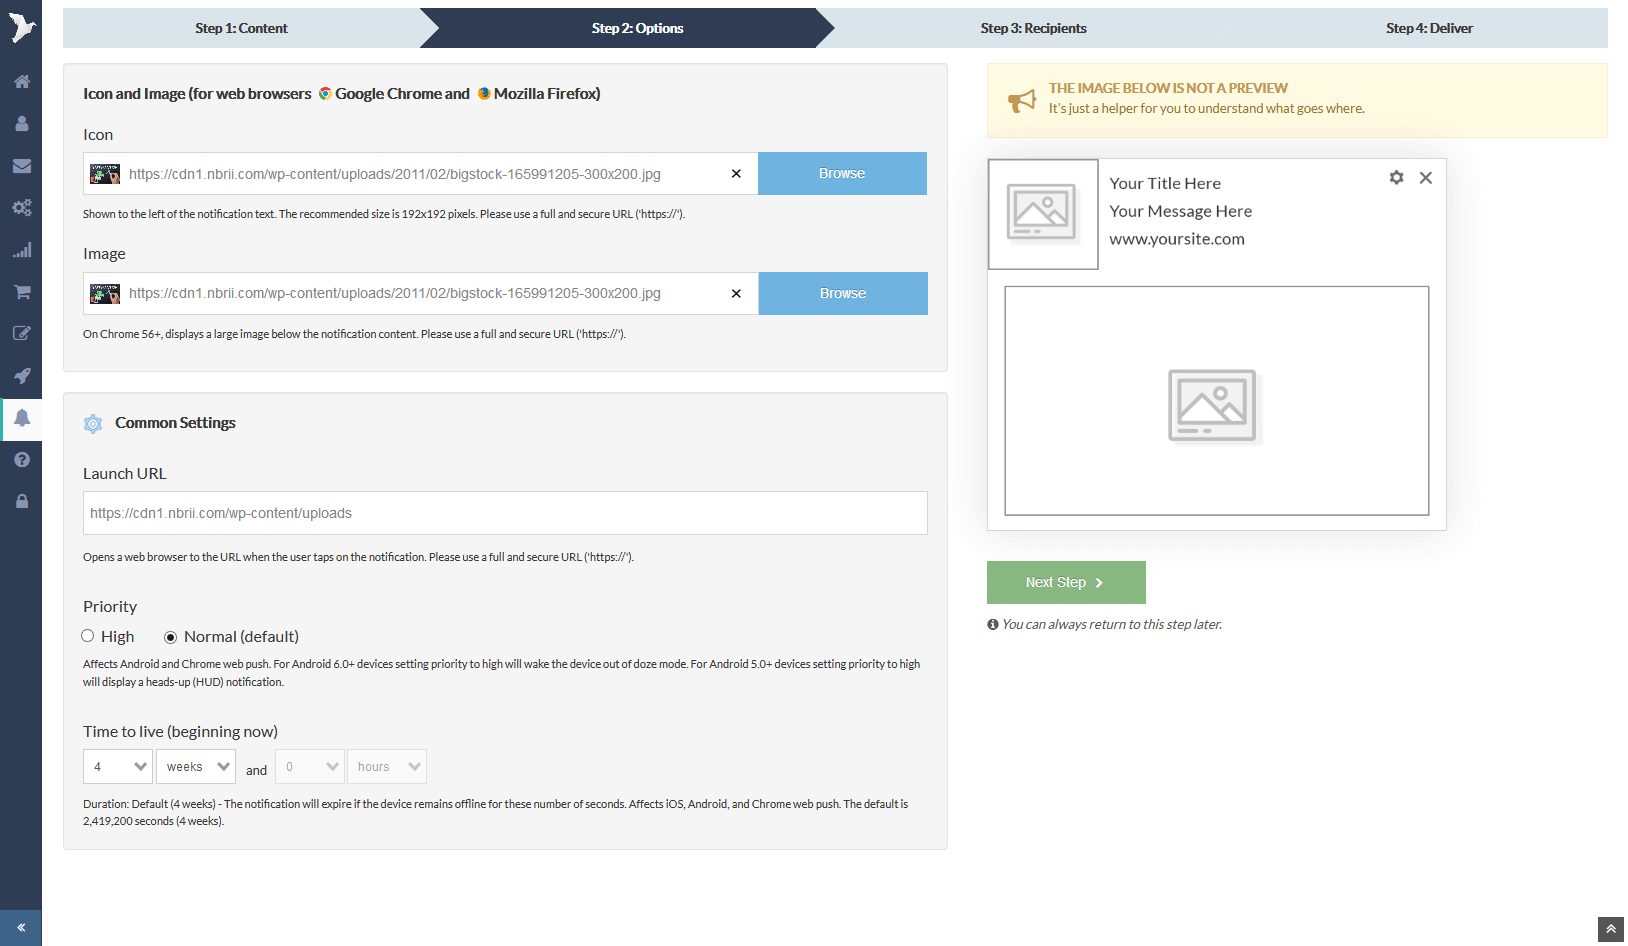 Step 1: Content
Step 2: Options
Step 3: Recipients
Step 4: Deliver
Icon and Image (for web browsers Google Chrome and Mozilla Firefox)
Icon
https://cdn1.nbrii.com/wp-content/uploads/2011/02/bigstock-165991205-300x200.jpg
Browse
Shown to the left of the notification text. The recommended size is 192x192 pixels. Please use a full and secure URL ('https://').
Image
https://cdn1.nbrii.com/wp-content/uploads/2011/02/bigstock-165991205-300x200.jpg
Browse
On Chrome 56+, displays a large image below the notification content. Please use a full and secure URL ('https://').
Common Settings
Launch URL
https://cdn1.nbrii.com/wp-content/uploads
Opens a web browser to the URL when the user taps on the notification. Please use a full and secure URL ('https://').
Priority
High
Normal (default)
Affects Android and Chrome web push. For Android 6.0+ devices setting priority to high will wake the device out of doze mode. For Android 5.0+ devices setting priority to high
will display a heads-up (HUD) notification.
Time to live (beginning now)
4 weeks and 0 hours
Duration: Default (4 weeks) - The notification will expire if the device remains offline for these number of seconds. Affects iOS, Android, and Chrome web push. The default is
2,419,200 seconds (4 weeks).
THE IMAGE BELOW IS NOT A PREVIEW
It's just a helper for you to understand what goes where.
Your Title Here
Your Message Here
www.yoursite.com
Next Step
You can always return to this step later.